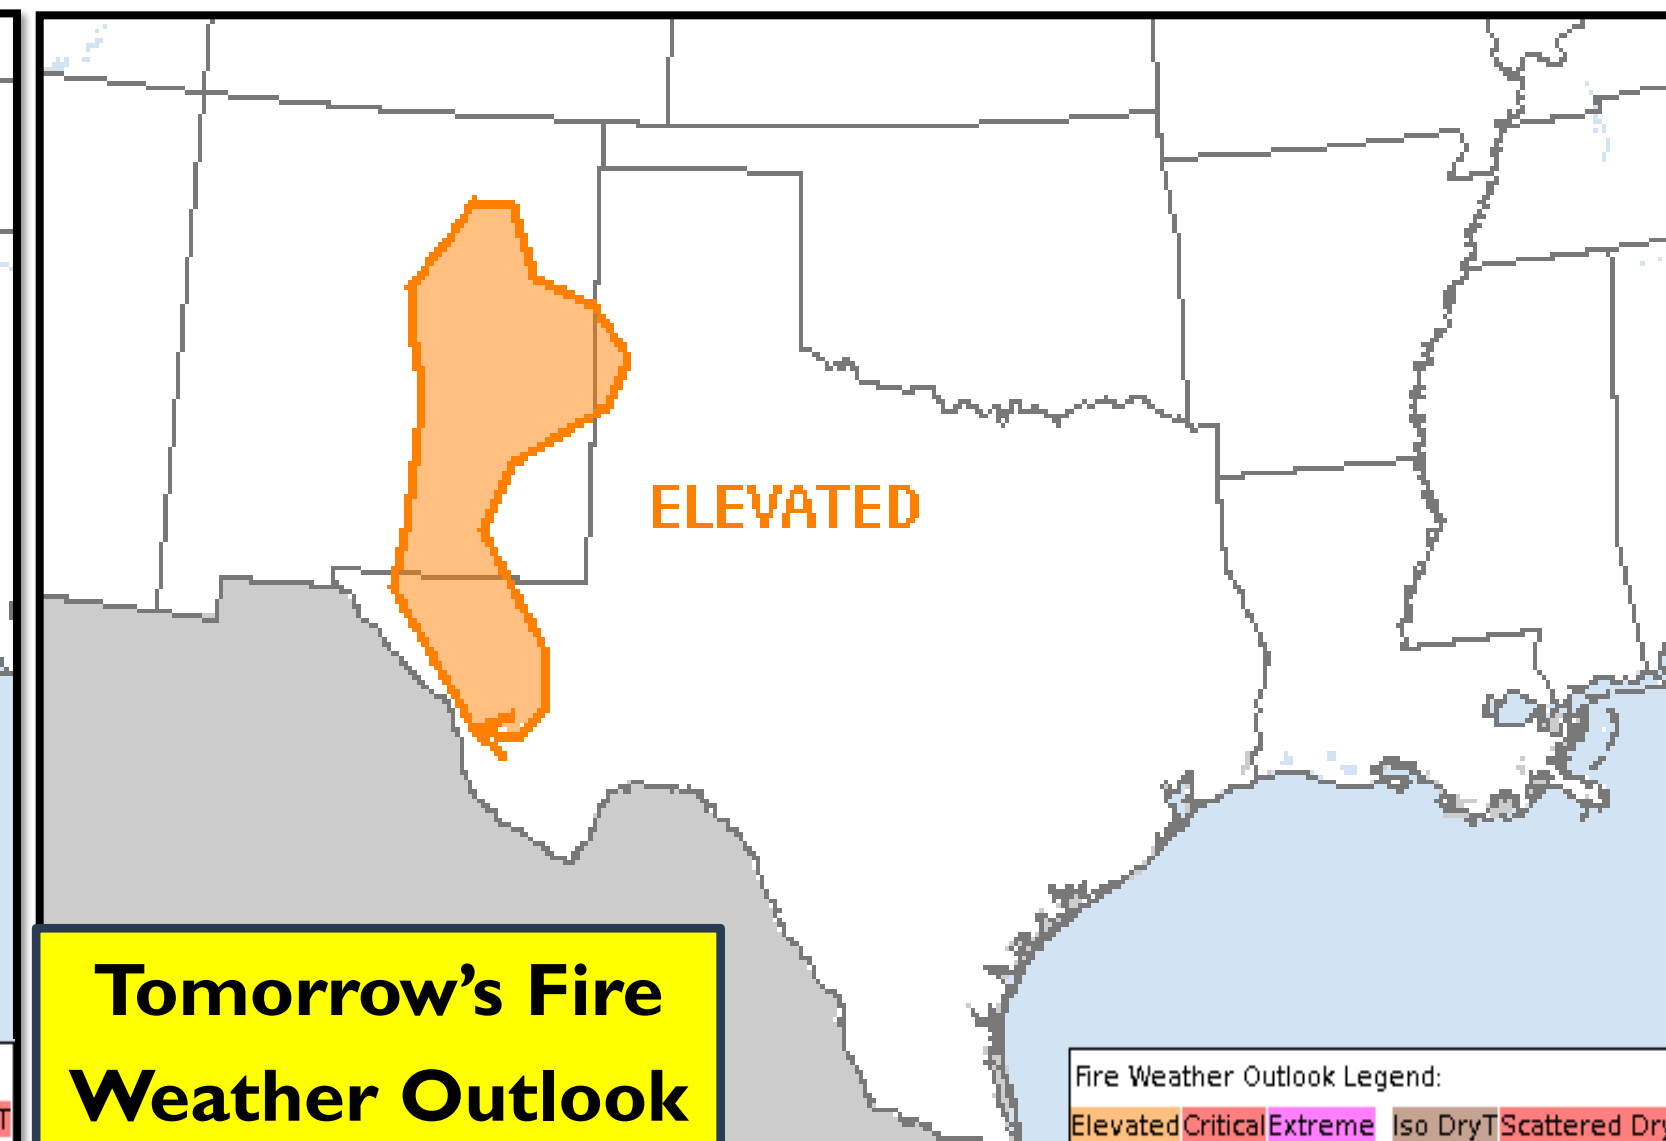 ELEVATED
Tomorrow’s Fire
Weather Outlook
Fire Weather Outlook Legend:
Elevated Critical Extreme Iso DryT Scattered Dry
T